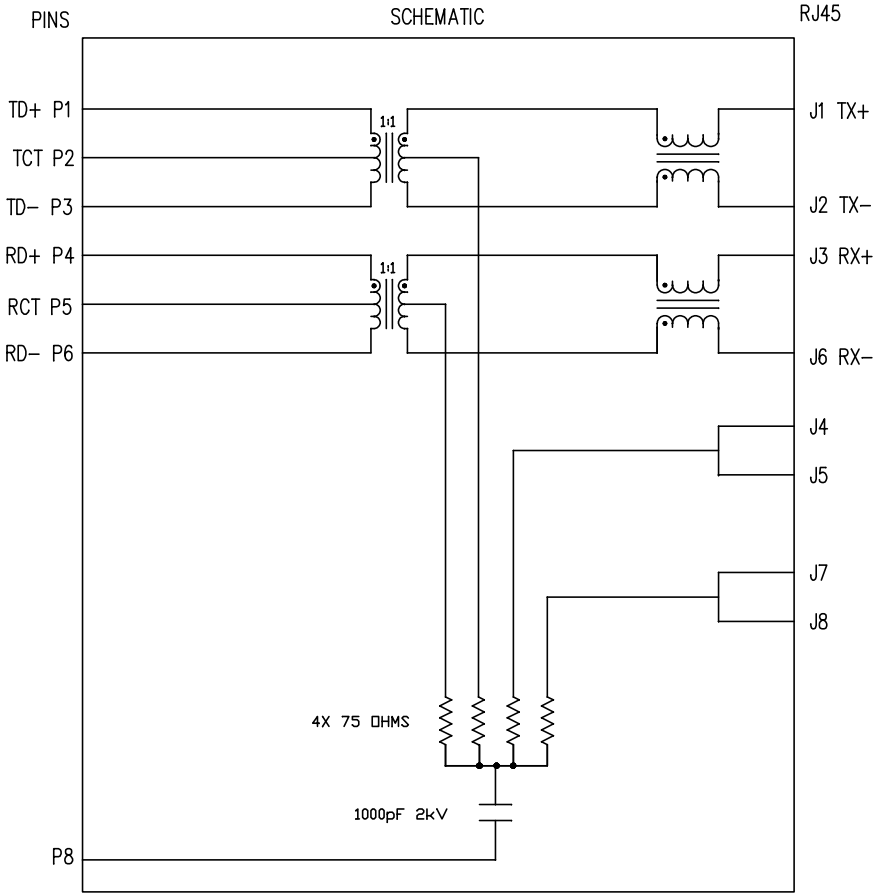 PINS
SCHEMATIC
RJ45
TD+ P1
1:1
J1 TX+
TCT P2
TD- P3
J2 TX-
RD+ P4
1:1
J3 RX+
RCT P5
RD- P6
J6 RX-
J4
J5
J7
J8
4X 75 OHMS
1000pF 2kV
P8